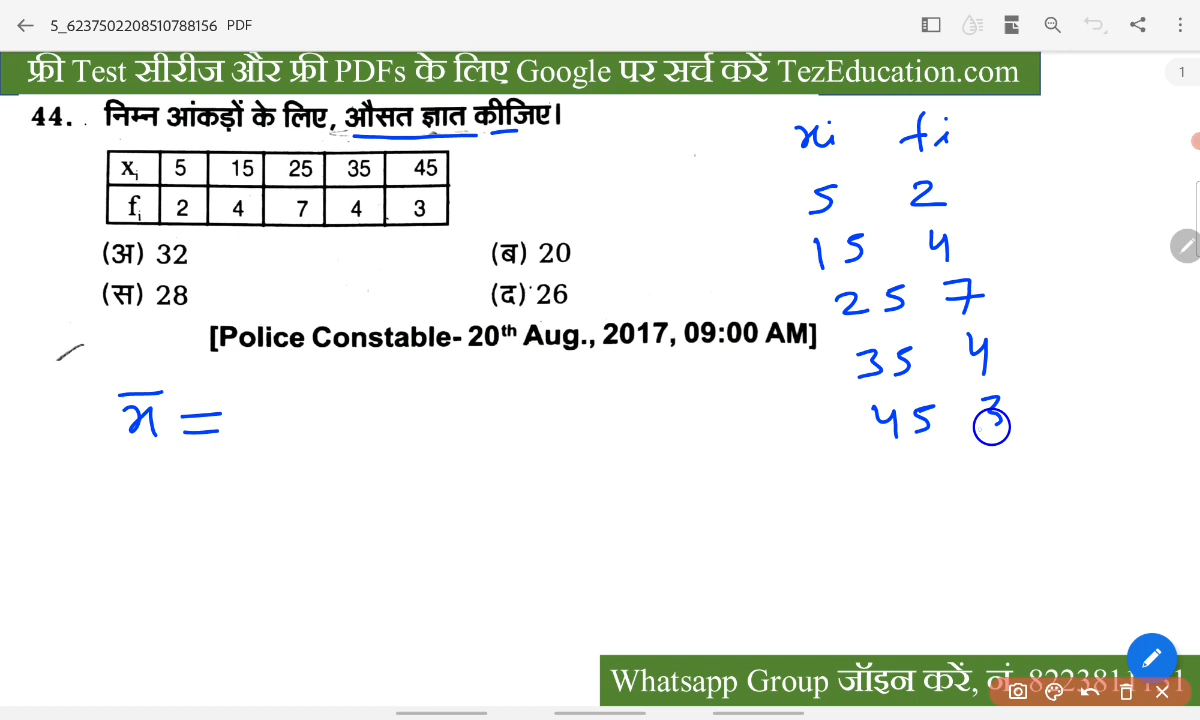 5_6237502208510788156 PDF
1
फ्री Test सीरीज और फ्री PDFs के लिए Google पर सर्च करें TezEducation.com
44. निम्न आंकड़ों के लिए, औसत ज्ञात कीजिए।
xi 5 15 25 35 45
fi 2 4 7 4 3
(अ) 32 (ब) 20
(स) 28 (द) 26
[Police Constable- 20th Aug., 2017, 09:00 AM]
xi fi
5 2
15 4
25 7
35 4
45 3
x̄ =
Whatsapp Group जॉइन करें, नं